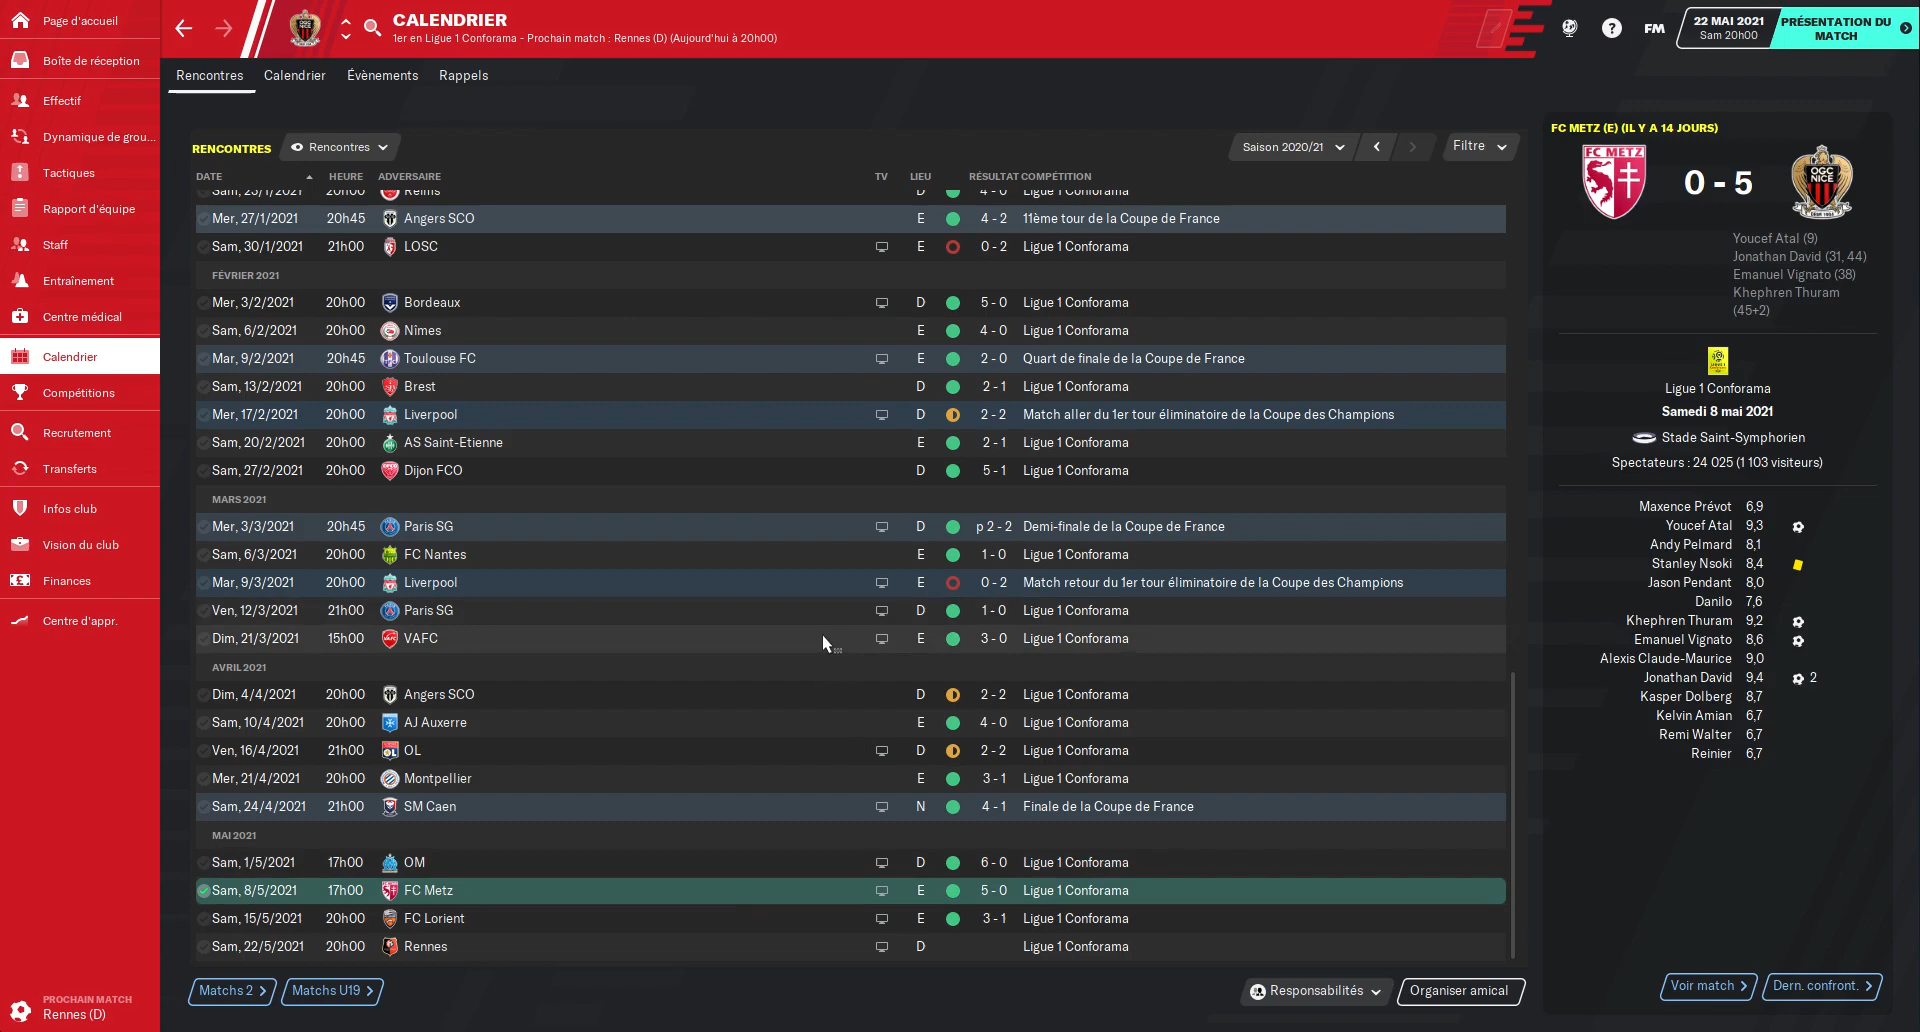 Page d'accueil
Boîte de réception
Effectif
Dynamique de grou...
Tactiques
Rapport d'équipe
Staff
Entraînement
Centre médical
Calendrier
Compétitions
Recrutement
Transferts
Infos club
Vision du club
Finances
Centre d'appr.
PROCHAIN MATCH
Rennes (D)
OGC
NICE
CALENDRIER
1er en Ligue 1 Conforama - Prochain match : Rennes (D) (Aujourd'hui à 20h00)
?
FM
22 MAI 2021
Sam 20h00
PRÉSENTATION DU
MATCH
Rencontres Calendrier Évènements Rappels
RENCONTRES Rencontres Saison 2020/21 Filtre
DATE HEURE ADVERSAIRE TV LIEU RÉSULTAT COMPÉTITION
Sam, 23/1/2021 20h00 Reims D 4 - 0 Ligue 1 Conforama
Mer, 27/1/2021 20h45 Angers SCO E 4 - 2 11ème tour de la Coupe de France
Sam, 30/1/2021 21h00 LOSC E 0 - 2 Ligue 1 Conforama
FÉVRIER 2021
Mer, 3/2/2021 20h00 Bordeaux D 5 - 0 Ligue 1 Conforama
Sam, 6/2/2021 20h00 Nîmes E 4 - 0 Ligue 1 Conforama
Mar, 9/2/2021 20h45 Toulouse FC E 2 - 0 Quart de finale de la Coupe de France
Sam, 13/2/2021 20h00 Brest D 2 - 1 Ligue 1 Conforama
Mer, 17/2/2021 20h00 Liverpool D 2 - 2 Match aller du 1er tour éliminatoire de la Coupe des Champions
Sam, 20/2/2021 20h00 AS Saint-Etienne E 2 - 1 Ligue 1 Conforama
Sam, 27/2/2021 20h00 Dijon FCO D 5 - 1 Ligue 1 Conforama
MARS 2021
Mer, 3/3/2021 20h45 Paris SG D p 2 - 2 Demi-finale de la Coupe de France
Sam, 6/3/2021 20h00 FC Nantes E 1 - 0 Ligue 1 Conforama
Mar, 9/3/2021 20h00 Liverpool E 0 - 2 Match retour du 1er tour éliminatoire de la Coupe des Champions
Ven, 12/3/2021 21h00 Paris SG D 1 - 0 Ligue 1 Conforama
Dim, 21/3/2021 15h00 VAFC E 3 - 0 Ligue 1 Conforama
AVRIL 2021
Dim, 4/4/2021 20h00 Angers SCO D 2 - 2 Ligue 1 Conforama
Sam, 10/4/2021 20h00 AJ Auxerre E 4 - 0 Ligue 1 Conforama
Ven, 16/4/2021 21h00 OL D 2 - 2 Ligue 1 Conforama
Mer, 21/4/2021 20h00 Montpellier E 3 - 1 Ligue 1 Conforama
Sam, 24/4/2021 21h00 SM Caen N 4 - 1 Finale de la Coupe de France
MAI 2021
Sam, 1/5/2021 17h00 OM D 6 - 0 Ligue 1 Conforama
Sam, 8/5/2021 17h00 FC Metz E 5 - 0 Ligue 1 Conforama
Sam, 15/5/2021 20h00 FC Lorient E 3 - 1 Ligue 1 Conforama
Sam, 22/5/2021 20h00 Rennes D Ligue 1 Conforama
Matchs 2 Matchs U19 Responsabilités Organiser amical
FC METZ (E) (IL Y A 14 JOURS)
FC METZ
0 - 5
OGC
NICE
Youcef Atal (9)
Jonathan David (31, 44)
Emanuel Vignato (38)
Khephren Thuram
(45+2)
Ligue 1 Conforama
Samedi 8 mai 2021
Stade Saint-Symphorien
Spectateurs : 24 025 (1 103 visiteurs)
Maxence Prévot 6,9
Youcef Atal 9,3
Andy Pelmard 8,1
Stanley Nsoki 8,4
Jason Pendant 8,0
Danilo 7,6
Khephren Thuram 9,2
Emanuel Vignato 8,6
Alexis Claude-Maurice 9,0
Jonathan David 9,4 2
Kasper Dolberg 8,7
Kelvin Amian 6,7
Remi Walter 6,7
Reinier 6,7
Voir match Dern. confront.